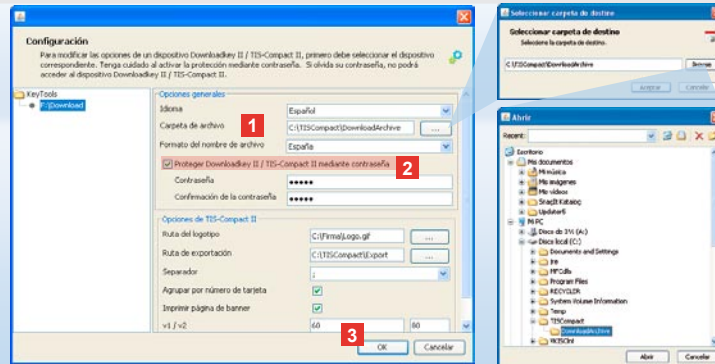 Configuración
Para modificar las opciones de un dispositivo Downloadkey II / TIS-Compact II, primero debe seleccionar el dispositivo
correspondiente. Tenga cuidado al activar la protección mediante contraseña. Si olvida su contraseña, no podrá
acceder al dispositivo Downloadkey II / TIS-Compact II.
KeyTools
F:\Download
Opciones generales
Idioma
Español
Carpeta de archivo
1
C:\TISCompact\DownloadArchive
...
Formato del nombre de archivo
España
Proteger Downloadkey II / TIS-Compact II mediante contraseña
2
Contraseña
•••••
Confirmación de la contraseña
•••••
Opciones de TIS-Compact II
Ruta del logotipo
C:\Firma\Logo.gif
...
Ruta de exportación
C:\TISCompact\Export
...
Separador
;
Agrupar por número de tarjeta
Imprimir página de banner
v1 / v2
60
80
3
OK
Cancelar
Seleccionar carpeta de destino
Seleccionar carpeta de destino
Seleccione la carpeta de destino.
C:\TISCompact\DownloadArchive
Browse
Aceptar
Cancelar
Abrir
Recent:
Escritorio
Mis documentos
Mi música
Mis imágenes
Mis vídeos
SnagIt Katalog
Updater5
Mi PC
Disco de 3½ (A:)
Disco local (C:)
Documents and Settings
Program Files
RECYCLER
System Volume Information
Temp
TISCompact
DownloadArchive
Abrir
Cancelar